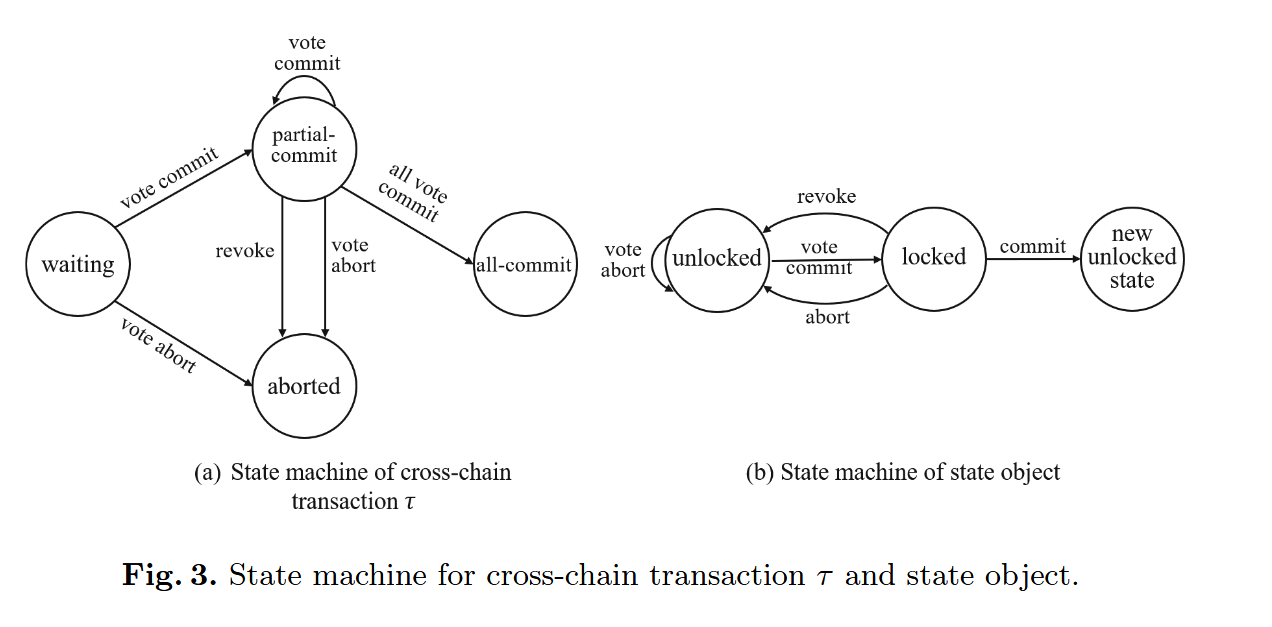 vote
commit
partial-
commit
vote commit
all vote
commit
waiting
revoke
vote
abort
all-commit
vote abort
aborted
(a) State machine of cross-chain
transaction τ
revoke
vote
abort
unlocked
vote
commit
locked
commit
new
unlocked
state
abort
(b) State machine of state object
Fig. 3. State machine for cross-chain transaction τ and state object.